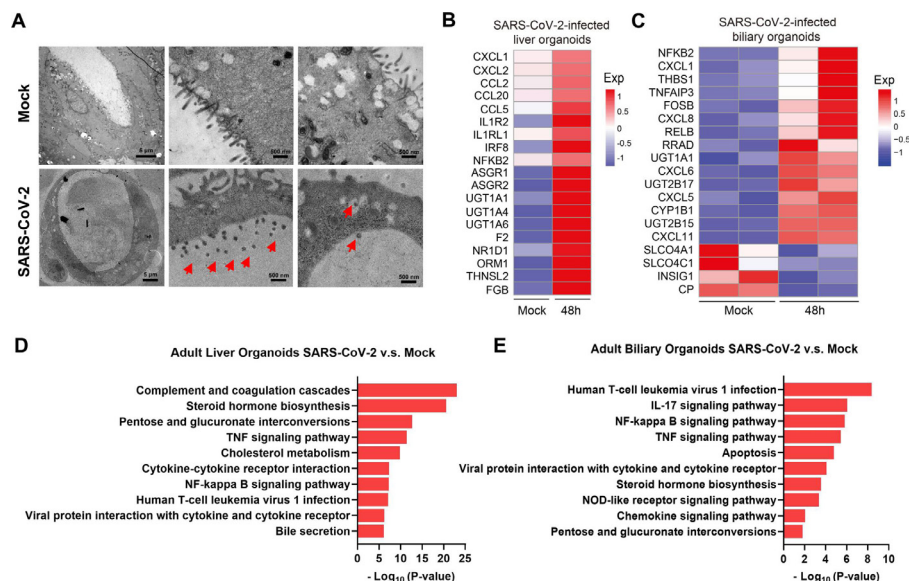 A
Mock
SARS-CoV-2
5 μm
500 nm
500 nm
5 μm
500 nm
500 nm
B
SARS-CoV-2-infected
liver organoids
CXCL1
CXCL2
CCL2
CCL20
CCL5
IL1R2
IL1RL1
IRF8
NFKB2
ASGR1
ASGR2
UGT1A1
UGT1A4
UGT1A6
F2
NR1D1
ORM1
THNSL2
FGB
Mock
48h
Exp
1
0
-1
C
SARS-CoV-2-infected
biliary organoids
NFKB2
CXCL1
THBS1
TNFAIP3
FOSB
CXCL8
RELB
RRAD
UGT1A1
CXCL6
UGT2B17
CXCL5
CYP1B1
UGT2B15
CXCL11
SLCO4A1
SLCO4C1
INSIG1
CP
Mock
48h
Exp
1
0
-1
D
Adult Liver Organoids SARS-CoV-2 v.s. Mock
Complement and coagulation cascades
Steroid hormone biosynthesis
Pentose and glucuronate interconversions
TNF signaling pathway
Cholesterol metabolism
Cytokine-cytokine receptor interaction
NF-kappa B signaling pathway
Human T-cell leukemia virus 1 infection
Viral protein interaction with cytokine and cytokine receptor
Bile secretion
0 5 10 15 20 25
- Log10 (P-value)
E
Adult Biliary Organoids SARS-CoV-2 v.s. Mock
Human T-cell leukemia virus 1 infection
IL-17 signaling pathway
NF-kappa B signaling pathway
TNF signaling pathway
Apoptosis
Viral protein interaction with cytokine and cytokine receptor
Steroid hormone biosynthesis
NOD-like receptor signaling pathway
Chemokine signaling pathway
Pentose and glucuronate interconversions
0 2 4 6 8 10
- Log10 (P-value)